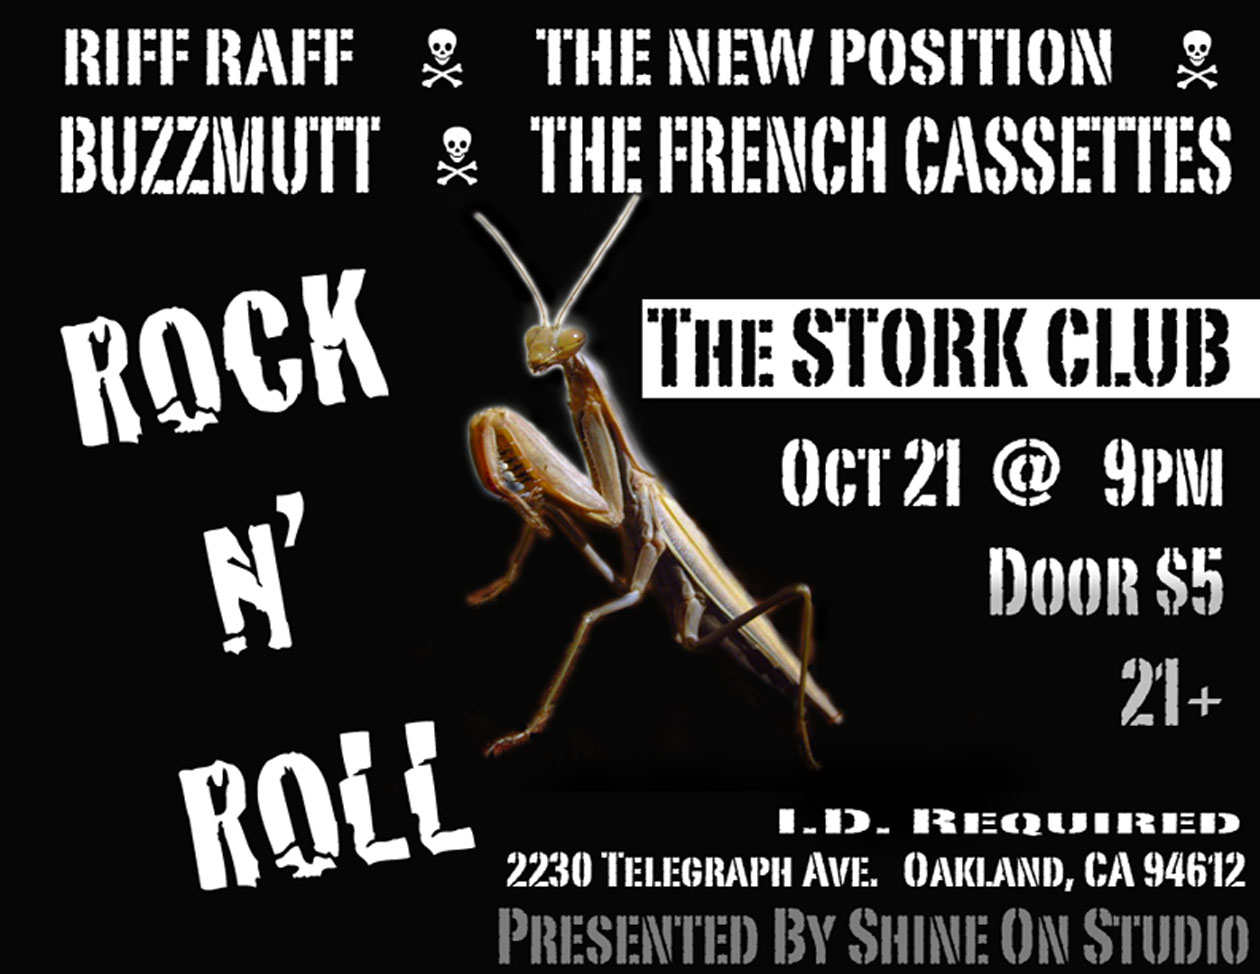 RIFF RAFF THE NEW POSITION
BUZZMUTT THE FRENCH CASSETTES
ROCK
N'
ROLL
THE STORK CLUB
OCT 21 @ 9PM
DOOR $5
21+
I.D. REQUIRED
2230 TELEGRAPH AVE. OAKLAND, CA 94612
PRESENTED BY SHINE ON STUDIO